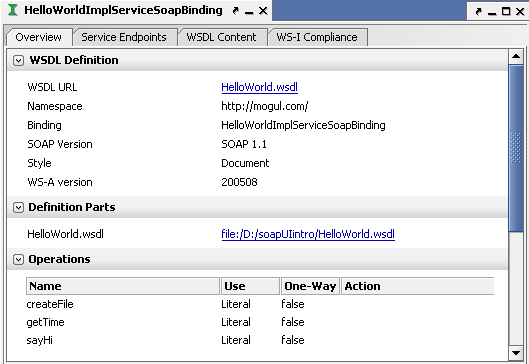 HelloWorldImplServiceSoapBinding
Overview Service Endpoints WSDL Content WS-I Compliance
WSDL Definition
WSDL URL HelloWorld.wsdl
Namespace http://mogul.com/
Binding HelloWorldImplServiceSoapBinding
SOAP Version SOAP 1.1
Style Document
WS-A version 200508
Definition Parts
HelloWorld.wsdl file:/D:/soapUIintro/HelloWorld.wsdl
Operations
Name Use One-Way Action
createFile Literal false
getTime Literal false
sayHi Literal false